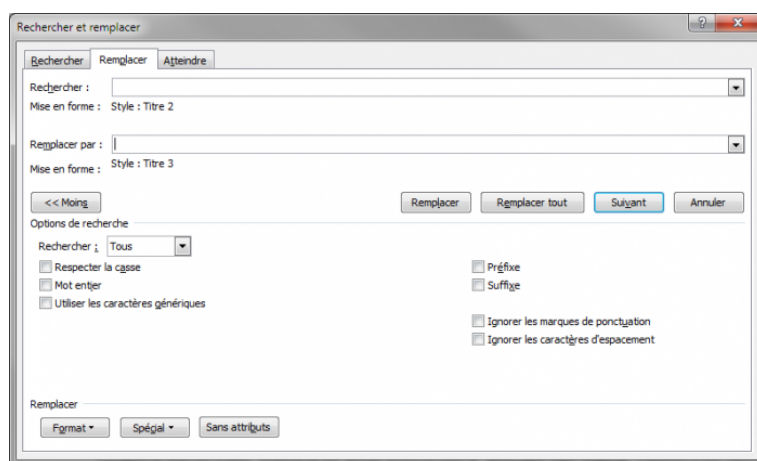 Rechercher et remplacer
Rechercher Remplacer Atteindre
Rechercher :
Mise en forme : Style : Titre 2
Remplacer par :
Mise en forme : Style : Titre 3
<< Moins Remplacer Remplacer tout Suivant Annuler
Options de recherche
Rechercher : Tous
Respecter la casse Préfixe
Mot entier Suffixe
Utiliser les caractères génériques
Ignorer les marques de ponctuation
Ignorer les caractères d'espacement
Remplacer
Format Spécial Sans attributs